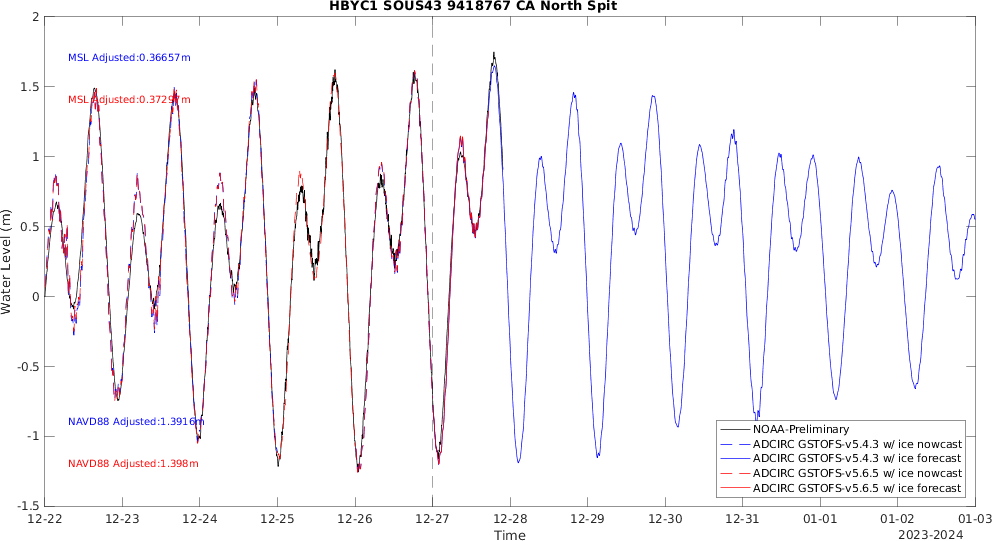 HBYC1 SOUS43 9418767 CA North Spit
2
1.5
1
0.5
0
-0.5
-1
-1.5
Water Level (m)
MSL Adjusted:0.36657m
MSL Adjusted:0.3729 m
NAVD88 Adjusted:1.3916m
NAVD88 Adjusted:1.398m
NOAA-Preliminary
ADCIRC GSTOFS-v5.4.3 w/ ice nowcast
ADCIRC GSTOFS-v5.4.3 w/ ice forecast
ADCIRC GSTOFS-v5.6.5 w/ ice nowcast
ADCIRC GSTOFS-v5.6.5 w/ ice forecast
12-22 12-23 12-24 12-25 12-26 12-27 12-28 12-29 12-30 12-31 01-01 01-02 01-03
Time
2023-2024